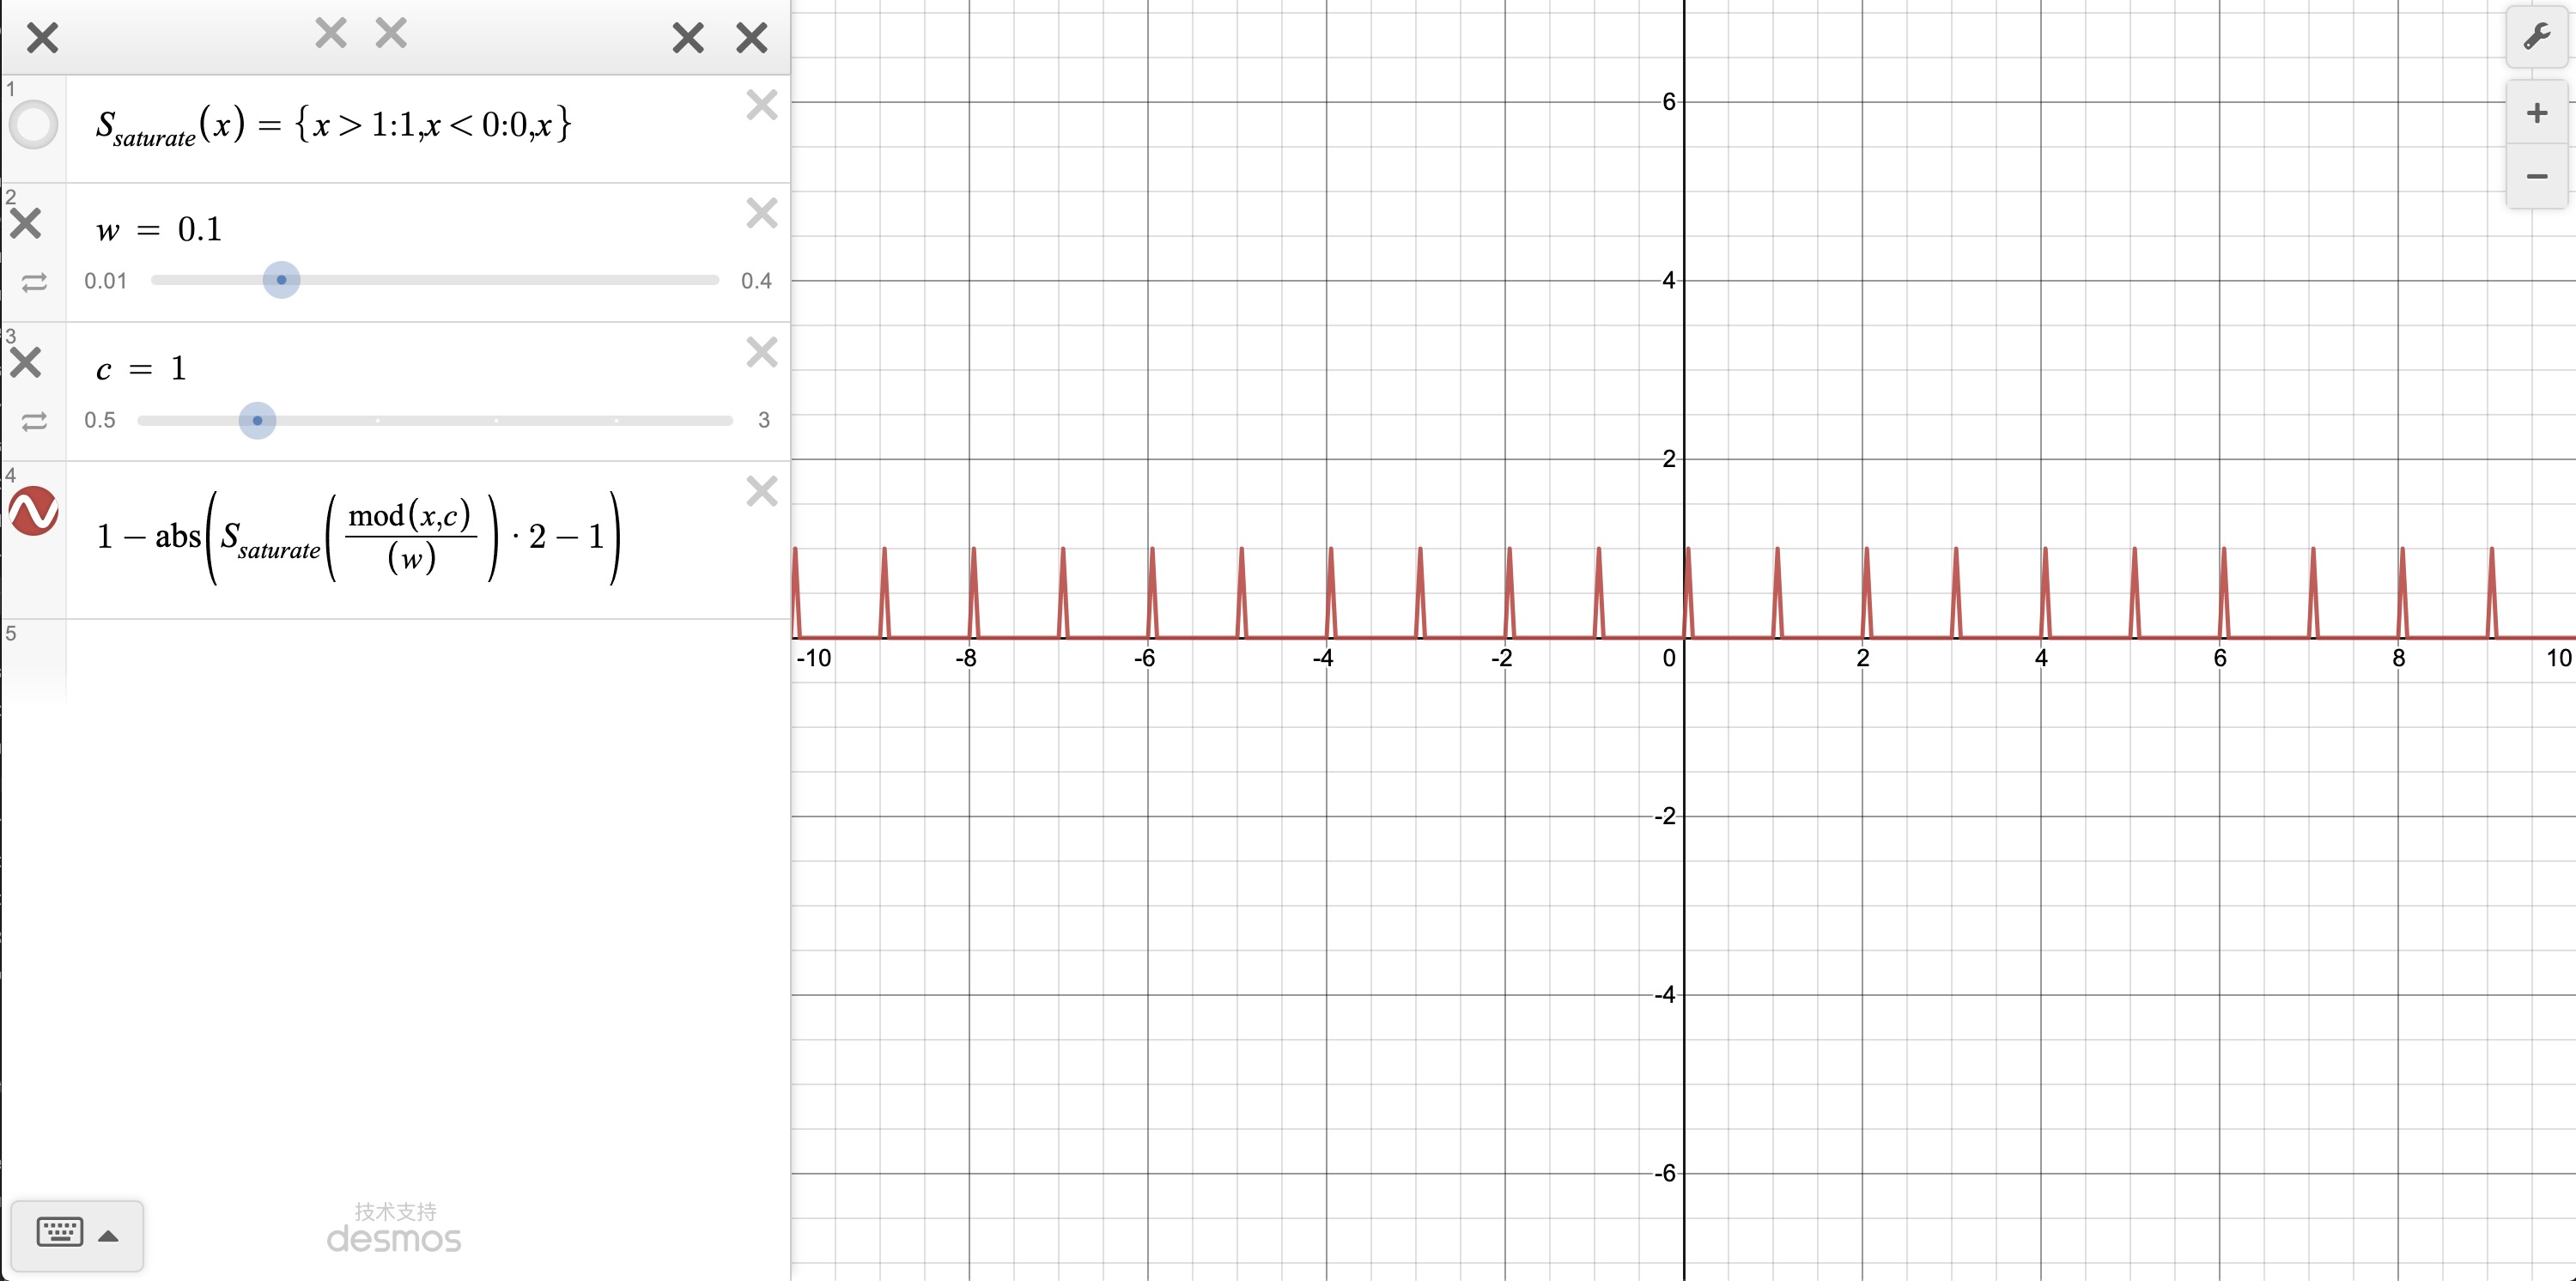 1
S_saturate(x) = {x > 1:1,x < 0:0,x}
2
w = 0.1
0.01
0.4
3
c = 1
0.5
3
4
1 − abs(S_saturate(mod(x,c)/(w)) · 2 − 1)
5
技术支持
desmos
6
4
2
-10 -8 -6 -4 -2 0 2 4 6 8 10
-2
-4
-6